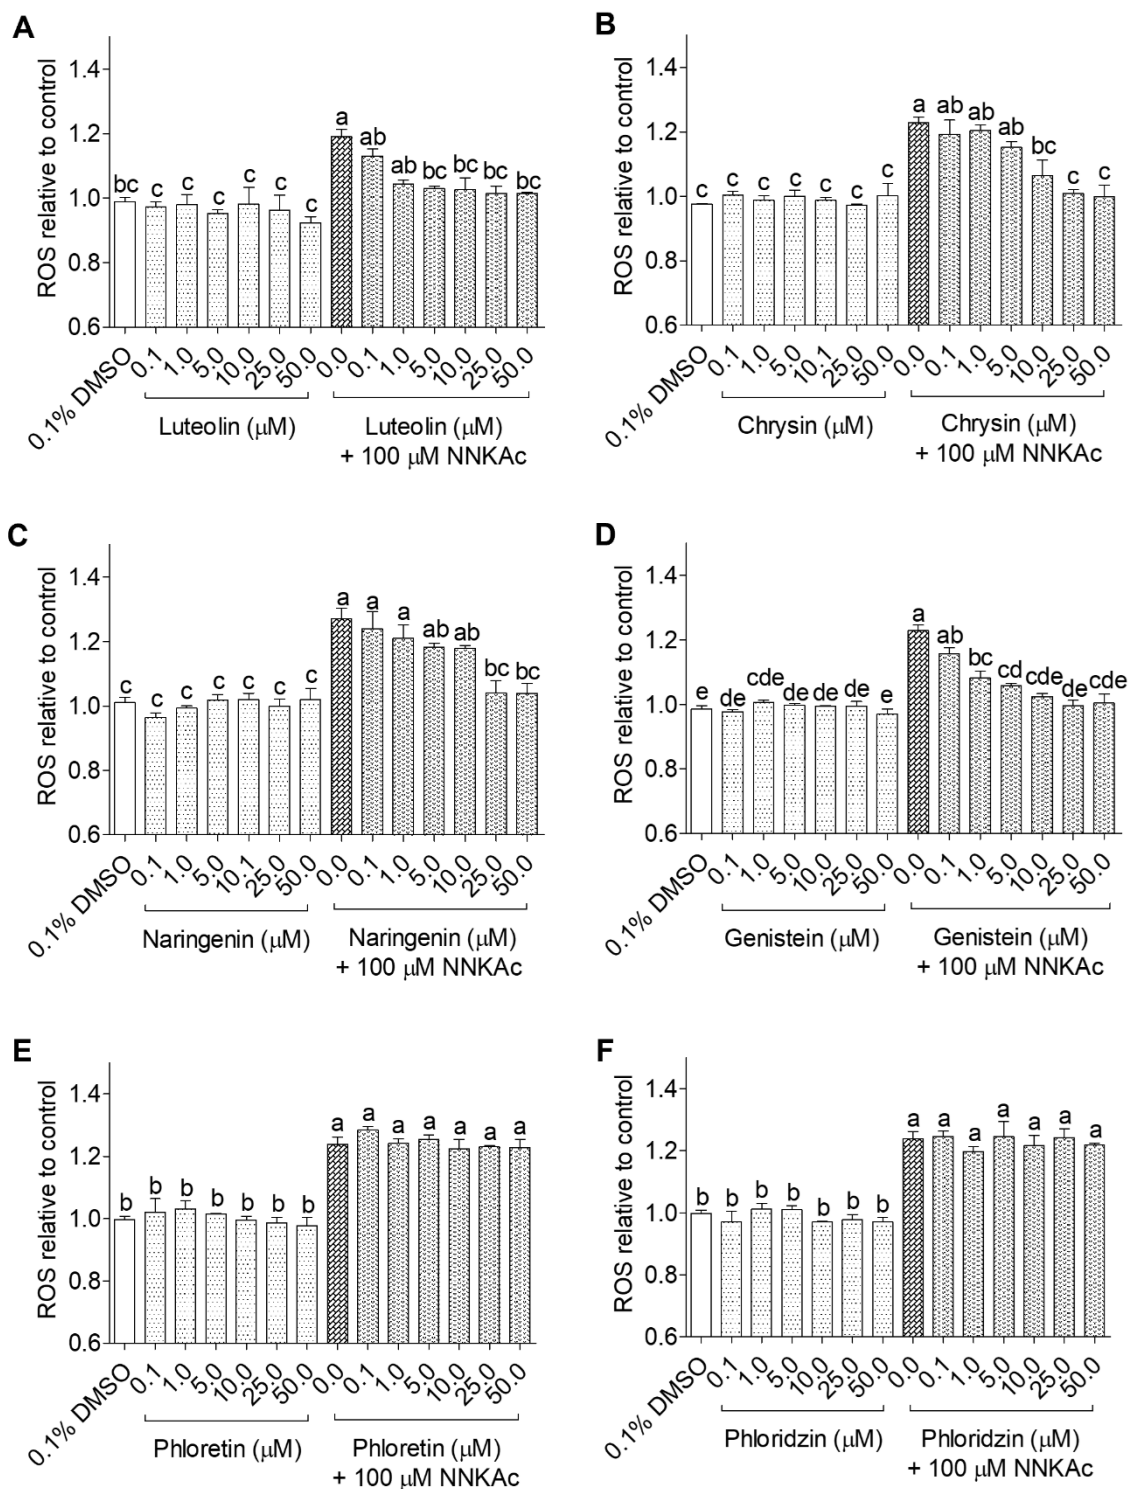 A
ROS relative to control
1.4
1.2
1.0
0.8
0.6
bc c c c c c c a ab ab bc bc bc bc
0.1% DMSO 0.1 1.0 5.0 10.0 25.0 50.0 0.0 0.1 1.0 5.0 10.0 25.0 50.0
Luteolin (μM)
Luteolin (μM)
+ 100 μM NNKAc
B
ROS relative to control
1.4
1.2
1.0
0.8
0.6
c c c c c c c a ab ab ab bc c c
0.1% DMSO 0.1 1.0 5.0 10.1 25.0 50.0 0.0 0.1 1.0 5.0 10.0 25.0 50.0
Chrysin (μM)
Chrysin (μM)
+ 100 μM NNKAc
C
ROS relative to control
1.4
1.2
1.0
0.8
0.6
c c c c c c c a a a ab ab bc bc
0.1% DMSO 0.1 1.0 5.0 10.1 25.0 50.0 0.0 0.1 1.0 5.0 10.0 25.0 50.0
Naringenin (μM)
Naringenin (μM)
+ 100 μM NNKAc
D
ROS relative to control
1.4
1.2
1.0
0.8
0.6
e de cde de de de e a ab bc cd cde de cde
0.1% DMSO 0.1 1.0 5.0 10.0 25.0 50.0 0.0 0.1 1.0 5.0 10.0 25.0 50.0
Genistein (μM)
Genistein (μM)
+ 100 μM NNKAc
E
ROS relative to control
1.4
1.2
1.0
0.8
0.6
b b b b b b b a a a a a a a
0.1% DMSO 0.1 1.0 5.0 10.0 25.0 50.0 0.0 0.1 1.0 5.0 10.0 25.0 50.0
Phloretin (μM)
Phloretin (μM)
+ 100 μM NNKAc
F
ROS relative to control
1.4
1.2
1.0
0.8
0.6
b b b b b b b a a a a a a a
0.1% DMSO 0.1 1.0 5.0 10.0 25.0 50.0 0.0 0.1 1.0 5.0 10.0 25.0 50.0
Phloridzin (μM)
Phloridzin (μM)
+ 100 μM NNKAc